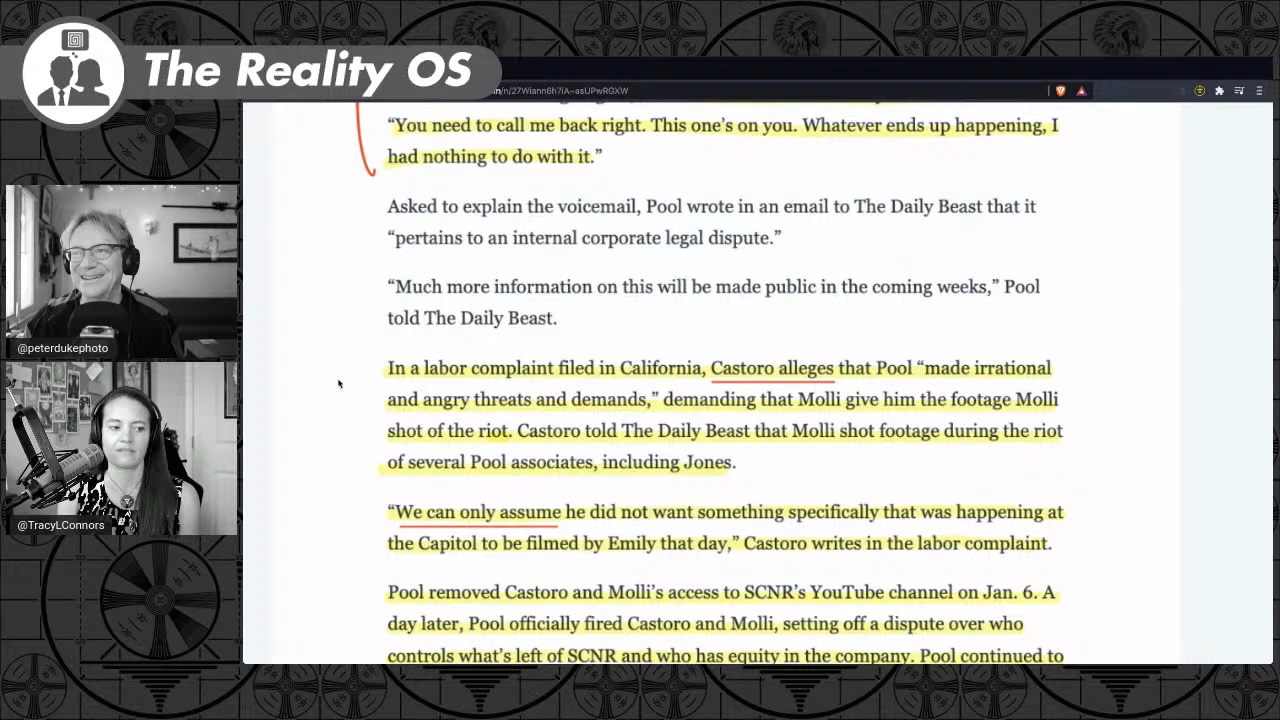 The Reality OS
n/27Wiann6h7iA-asUPwRGXW
“You need to call me back right. This one’s on you. Whatever ends up happening, I
had nothing to do with it.”
Asked to explain the voicemail, Pool wrote in an email to The Daily Beast that it
“pertains to an internal corporate legal dispute.”
“Much more information on this will be made public in the coming weeks,” Pool
told The Daily Beast.
In a labor complaint filed in California, Castoro alleges that Pool “made irrational
and angry threats and demands,” demanding that Molli give him the footage Molli
shot of the riot. Castoro told The Daily Beast that Molli shot footage during the riot
of several Pool associates, including Jones.
“We can only assume he did not want something specifically that was happening at
the Capitol to be filmed by Emily that day,” Castoro writes in the labor complaint.
Pool removed Castoro and Molli’s access to SCNR’s YouTube channel on Jan. 6. A
day later, Pool officially fired Castoro and Molli, setting off a dispute over who
controls what’s left of SCNR and who has equity in the company. Pool continued to
@peterdukephoto
@TracyLConnors